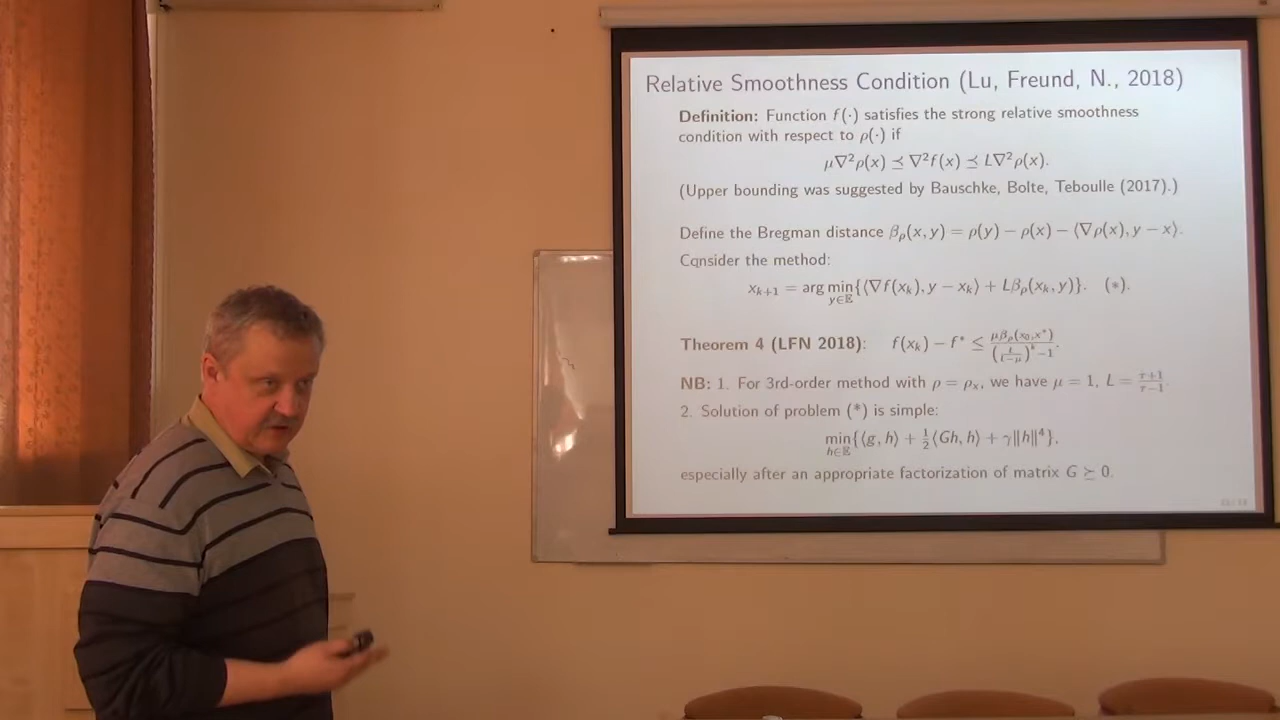 Relative Smoothness Condition (Lu, Freund, N., 2018)
Definition: Function f(·) satisfies the strong relative smoothness
condition with respect to ρ(·) if
μ∇²ρ(x) ⪯ ∇²f(x) ⪯ L∇²ρ(x).
(Upper bounding was suggested by Bauschke, Bolte, Teboulle (2017).)
Define the Bregman distance β_ρ(x, y) = ρ(y) − ρ(x) − ⟨∇ρ(x), y − x⟩.
Consider the method:
x_{k+1} = arg min_{y∈𝔼} {⟨∇f(x_k), y − x_k⟩ + Lβ_ρ(x_k, y)}. (*).
Theorem 4 (LFN 2018): f(x_k) − f* ≤ μβ_ρ(x_0,x*) / ((L/(L−μ))^k − 1).
NB: 1. For 3rd-order method with ρ = ρ_x, we have μ = 1, L = (τ+1)/(τ−1)
2. Solution of problem (*) is simple:
min_{h∈𝔼} {⟨g, h⟩ + ½⟨Gh, h⟩ + γ‖h‖⁴}.
especially after an appropriate factorization of matrix G ⪰ 0.